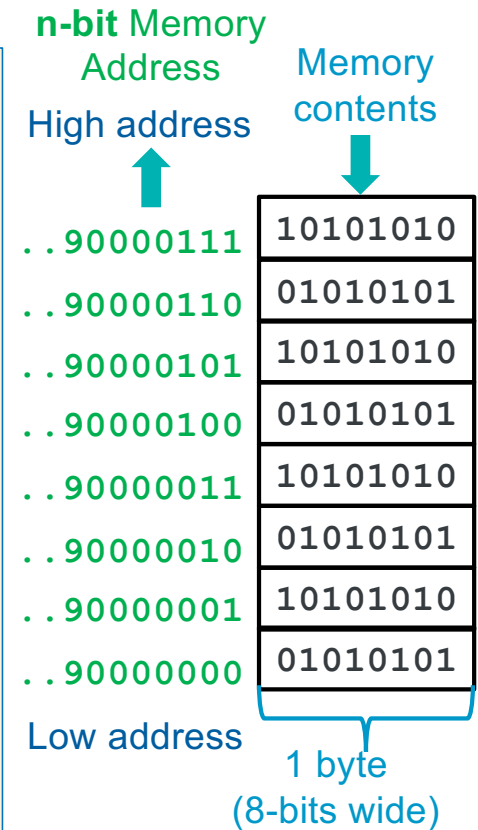 n-bit Memory
Address
High address
Memory
contents
..90000111 10101010
..90000110 01010101
..90000101 10101010
..90000100 01010101
..90000011 10101010
..90000010 01010101
..90000001 10101010
..90000000 01010101
Low address
1 byte
(8-bits wide)